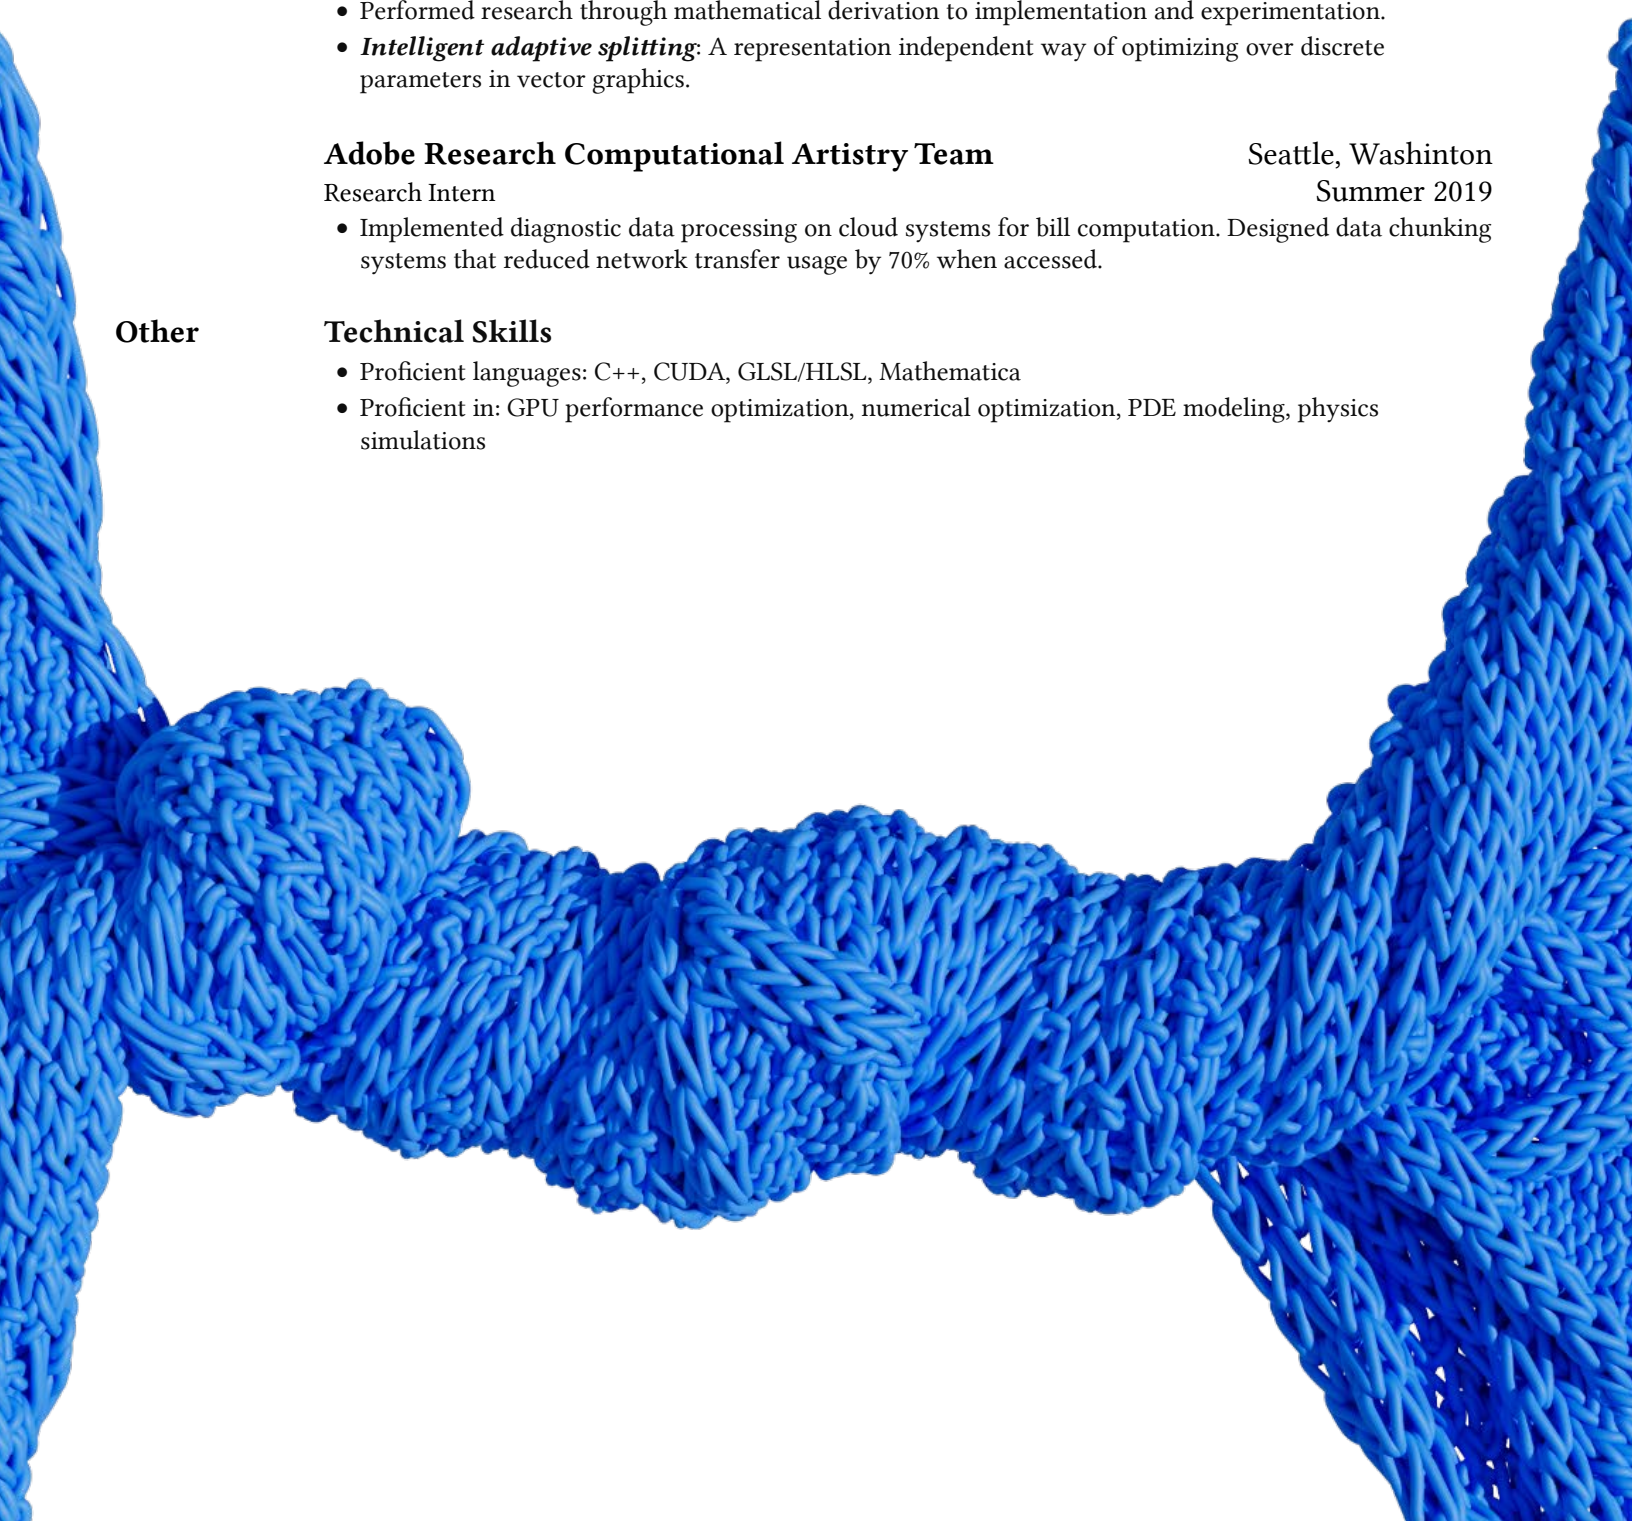 • Performed research through mathematical derivation to implementation and experimentation.
• Intelligent adaptive splitting: A representation independent way of optimizing over discrete
parameters in vector graphics.
Adobe Research Computational Artistry Team Seattle, Washinton
Research Intern Summer 2019
• Implemented diagnostic data processing on cloud systems for bill computation. Designed data chunking
systems that reduced network transfer usage by 70% when accessed.
Other Technical Skills
• Proficient languages: C++, CUDA, GLSL/HLSL, Mathematica
• Proficient in: GPU performance optimization, numerical optimization, PDE modeling, physics
simulations